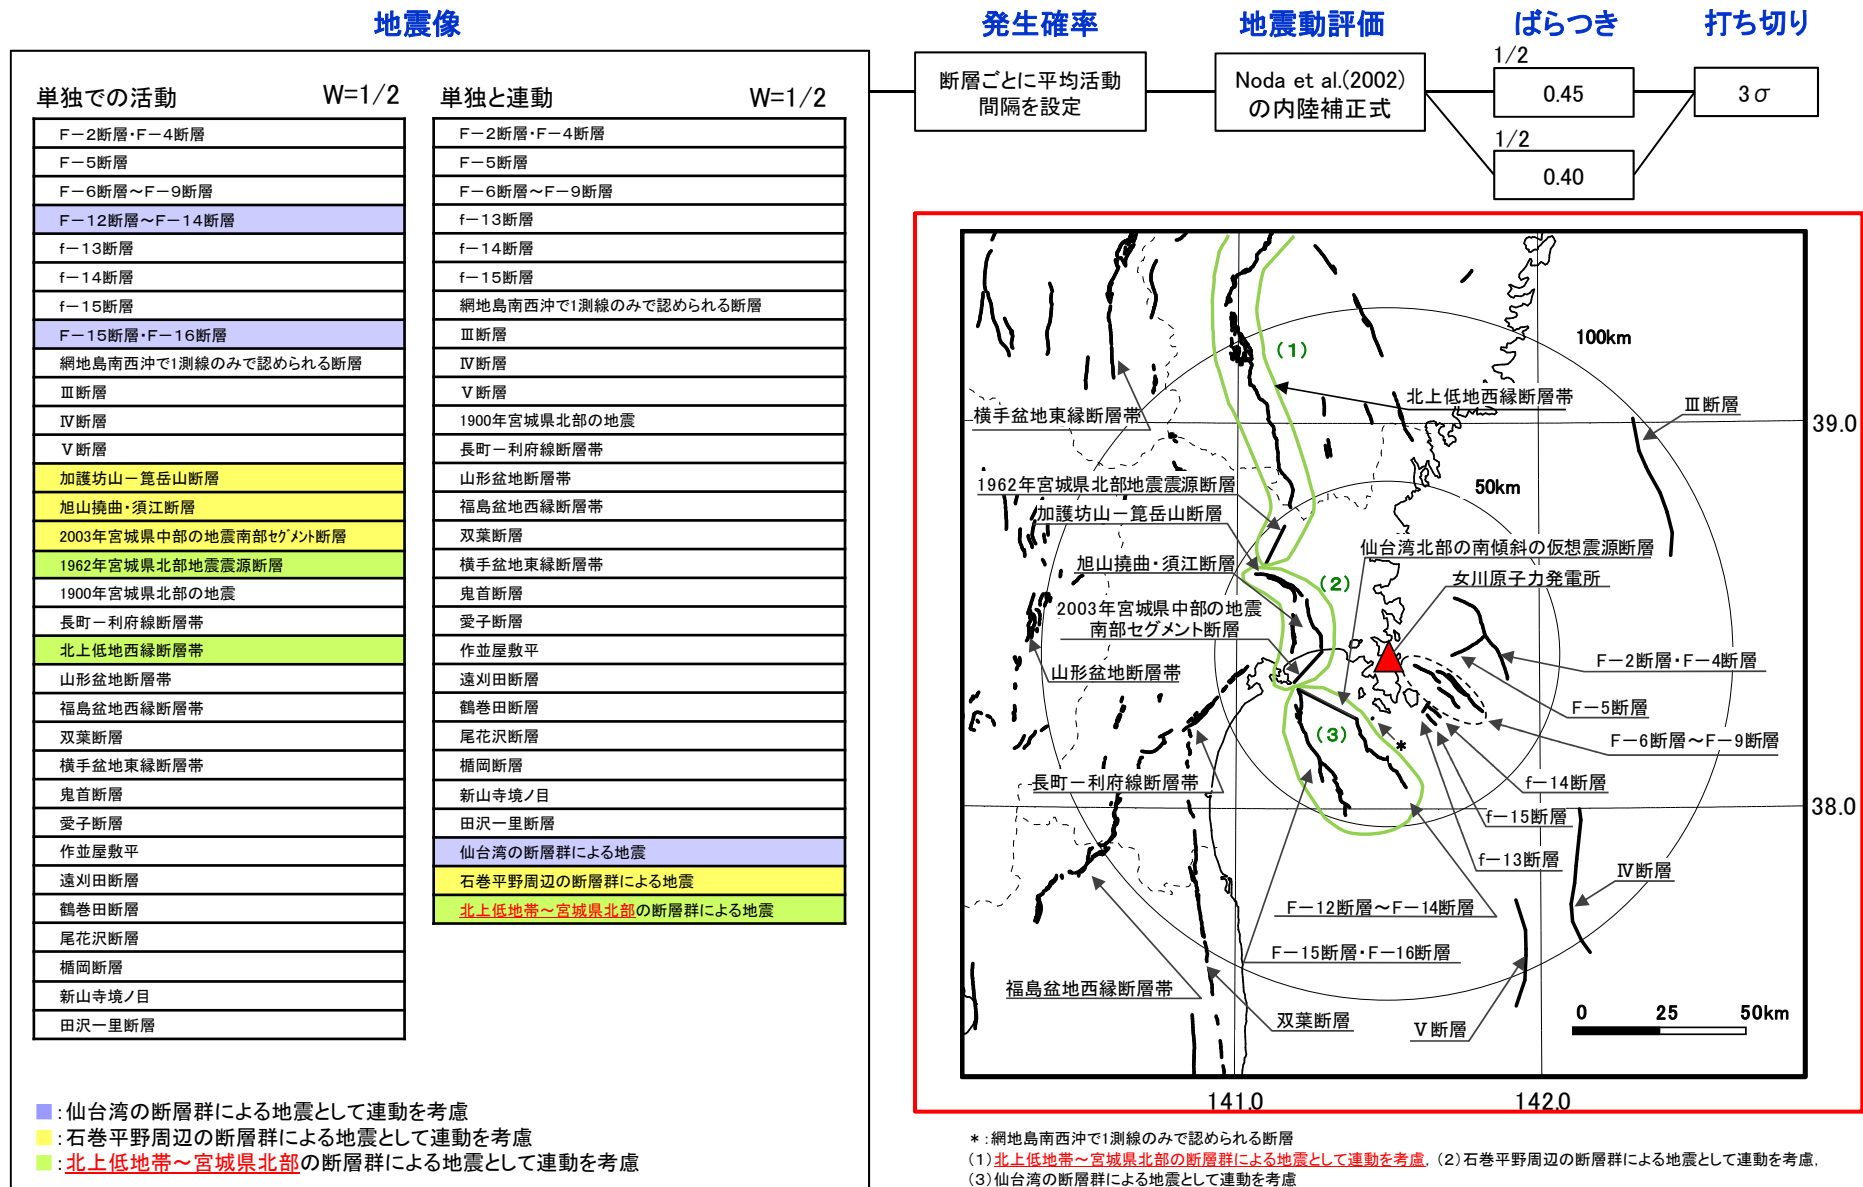 地震像
発生確率
地震動評価
ばらつき
打ち切り
単独での活動 W=1/2
F-2断層・F-4断層
F-5断層
F-6断層～F-9断層
F-12断層～F-14断層
f-13断層
f-14断層
f-15断層
F-15断層・F-16断層
網地島南西沖で1測線のみで認められる断層
Ⅲ断層
Ⅳ断層
Ⅴ断層
加護坊山－箟岳山断層
旭山撓曲・須江断層
2003年宮城県中部の地震南部ｾｸﾞﾒﾝﾄ断層
1962年宮城県北部地震震源断層
1900年宮城県北部の地震
長町－利府線断層帯
北上低地西縁断層帯
山形盆地断層帯
福島盆地西縁断層帯
双葉断層
横手盆地東縁断層帯
鬼首断層
愛子断層
作並屋敷平
遠刈田断層
鶴巻田断層
尾花沢断層
楯岡断層
新山寺境ノ目
田沢一里断層
単独と連動 W=1/2
F-2断層・F-4断層
F-5断層
F-6断層～F-9断層
f-13断層
f-14断層
f-15断層
網地島南西沖で1測線のみで認められる断層
Ⅲ断層
Ⅳ断層
Ⅴ断層
1900年宮城県北部の地震
長町－利府線断層帯
山形盆地断層帯
福島盆地西縁断層帯
双葉断層
横手盆地東縁断層帯
鬼首断層
愛子断層
作並屋敷平
遠刈田断層
鶴巻田断層
尾花沢断層
楯岡断層
新山寺境ノ目
田沢一里断層
仙台湾の断層群による地震
石巻平野周辺の断層群による地震
北上低地帯～宮城県北部の断層群による地震
:仙台湾の断層群による地震として連動を考慮
:石巻平野周辺の断層群による地震として連動を考慮
:北上低地帯～宮城県北部の断層群による地震として連動を考慮
断層ごとに平均活動
間隔を設定
Noda et al.(2002)
の内陸補正式
1/2
0.45
1/2
0.40
3σ
100km
(1)
北上低地西縁断層帯
横手盆地東縁断層帯
Ⅲ断層
39.0
1962年宮城県北部地震震源断層
50km
加護坊山－箟岳山断層
仙台湾北部の南傾斜の仮想震源断層
旭山撓曲・須江断層
(2)
女川原子力発電所
2003年宮城県中部の地震
南部セグメント断層
山形盆地断層帯
F-2断層・F-4断層
F-5断層
(3)
*
F-6断層～F-9断層
長町－利府線断層帯
f-14断層
38.0
f-15断層
f-13断層
Ⅳ断層
F-12断層～F-14断層
F-15断層・F-16断層
福島盆地西縁断層帯
双葉断層
Ⅴ断層
0 25 50km
141.0 142.0
*:網地島南西沖で1測線のみで認められる断層
(1)北上低地帯～宮城県北部の断層群による地震として連動を考慮，(2)石巻平野周辺の断層群による地震として連動を考慮，
(3)仙台湾の断層群による地震として連動を考慮